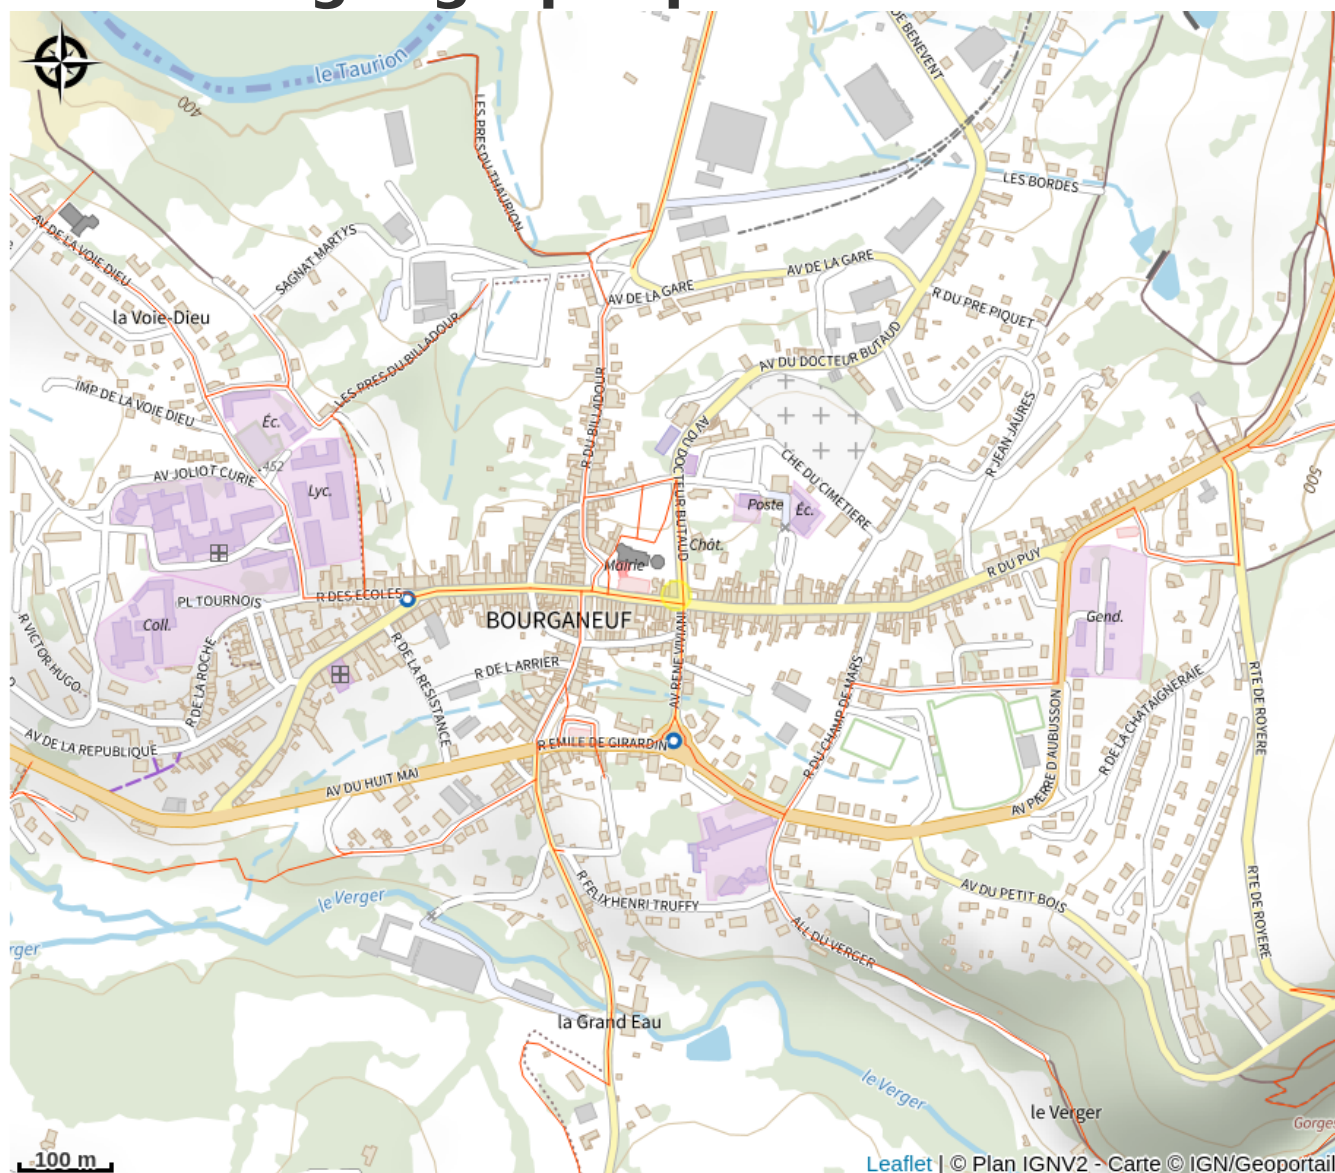 le Taurion
DE BENEVENT
400
LES PRES DU THAURION
LES BORDES
AV DE LA VOIE DIEU
SAGNAT MARTYS
AV DE LA GARE
AV DE LA GARE
R DU PRE PIQUET
la Voie-Dieu
LES PRES DU BILLADOUR
AV DU DOCTEUR BUTAUD
IMP DE LA VOIE DIEU
Éc.
R DU BILLADOUR
AV DU DOCTEUR BUTAUD
R JEAN JAURES
452
AV JOLIOT CURIE
Lyc.
CHE DU CIMETIERE
500
Poste
Éc.
Chât.
Mairie
R DU PUY
R DES ECOLES
PL TOURNOIS
BOURGANEUF
Coll.
Gend.
R VICTOR HUGO
R DE LA ROCHE
R DE LA RESISTANCE
R DE L ARRIER
AV RENE VIVIANI
R DU CHAMP DE MARS
R DE LA CHATAIGNERAIE
RTE DE ROYERE
AV DE LA REPUBLIQUE
R EMILE DE GIRARDIN
AV PIERRE D AUBUSSON
AV DU HUIT MAI
R FELIX HENRI TRUFFY
AV DU PETIT BOIS
RTE DE ROYERE
le Verger
rger
ALL DU VERGER
la Grand Eau
le Verger
le Verger
Gorges
100 m
Leaflet | © Plan IGNV2 - Carte © IGN/Geoportail